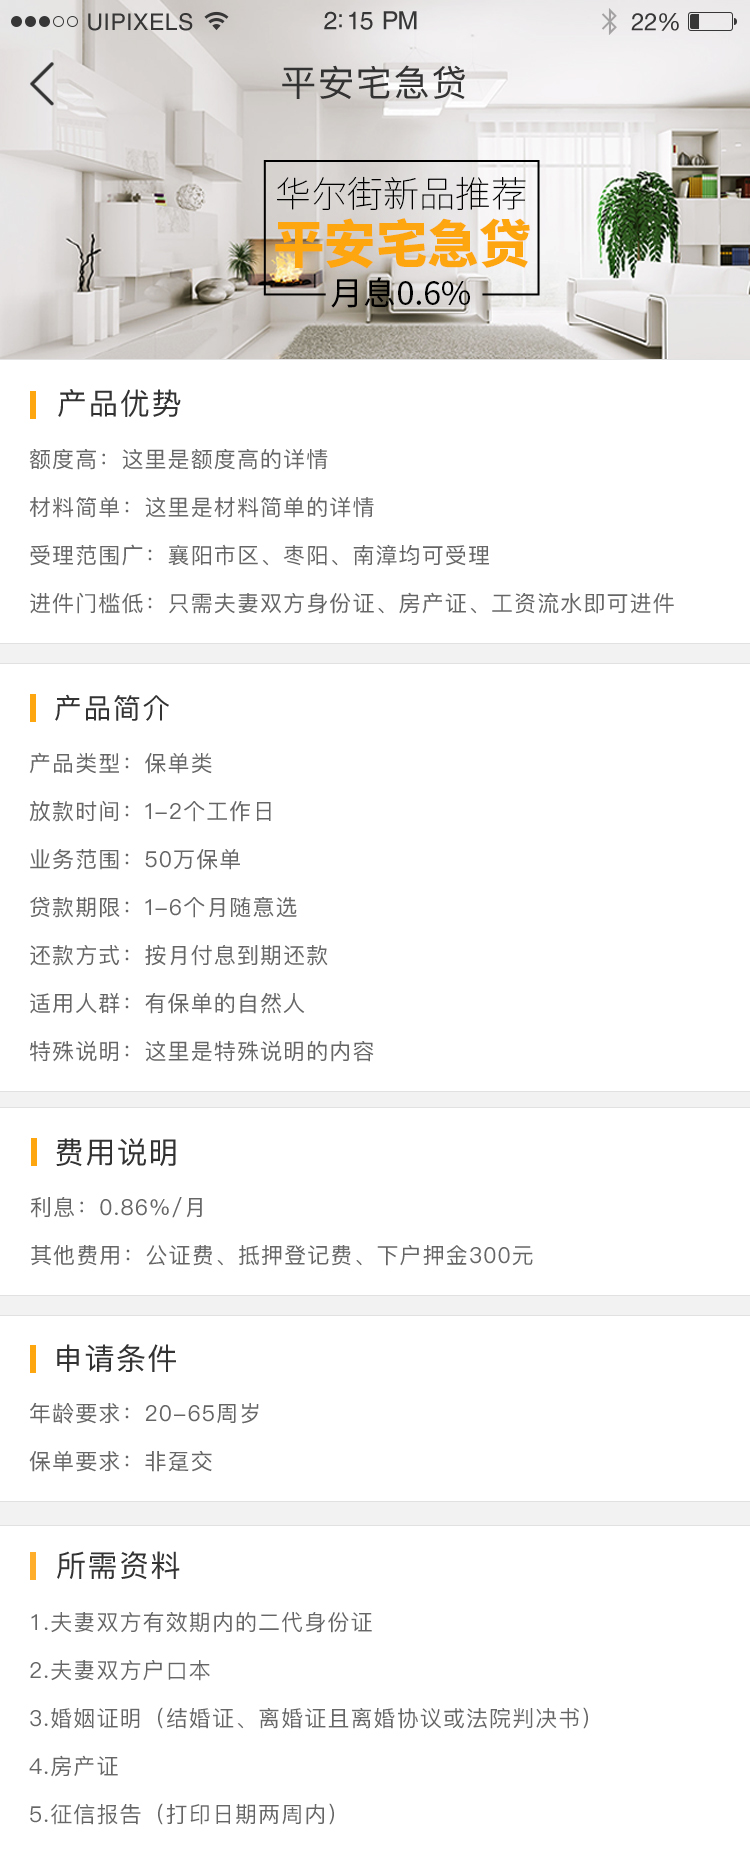 UIPIXELS 2:15 PM 22%
平安宅急贷
华尔街新品推荐
平安宅急贷
月息0.6%
产品优势
额度高：这里是额度高的详情
材料简单：这里是材料简单的详情
受理范围广：襄阳市区、枣阳、南漳均可受理
进件门槛低：只需夫妻双方身份证、房产证、工资流水即可进件
产品简介
产品类型：保单类
放款时间：1-2个工作日
业务范围：50万保单
贷款期限：1-6个月随意选
还款方式：按月付息到期还款
适用人群：有保单的自然人
特殊说明：这里是特殊说明的内容
费用说明
利息：0.86%/月
其他费用：公证费、抵押登记费、下户押金300元
申请条件
年龄要求：20-65周岁
保单要求：非趸交
所需资料
1.夫妻双方有效期内的二代身份证
2.夫妻双方户口本
3.婚姻证明（结婚证、离婚证且离婚协议或法院判决书）
4.房产证
5.征信报告（打印日期两周内）